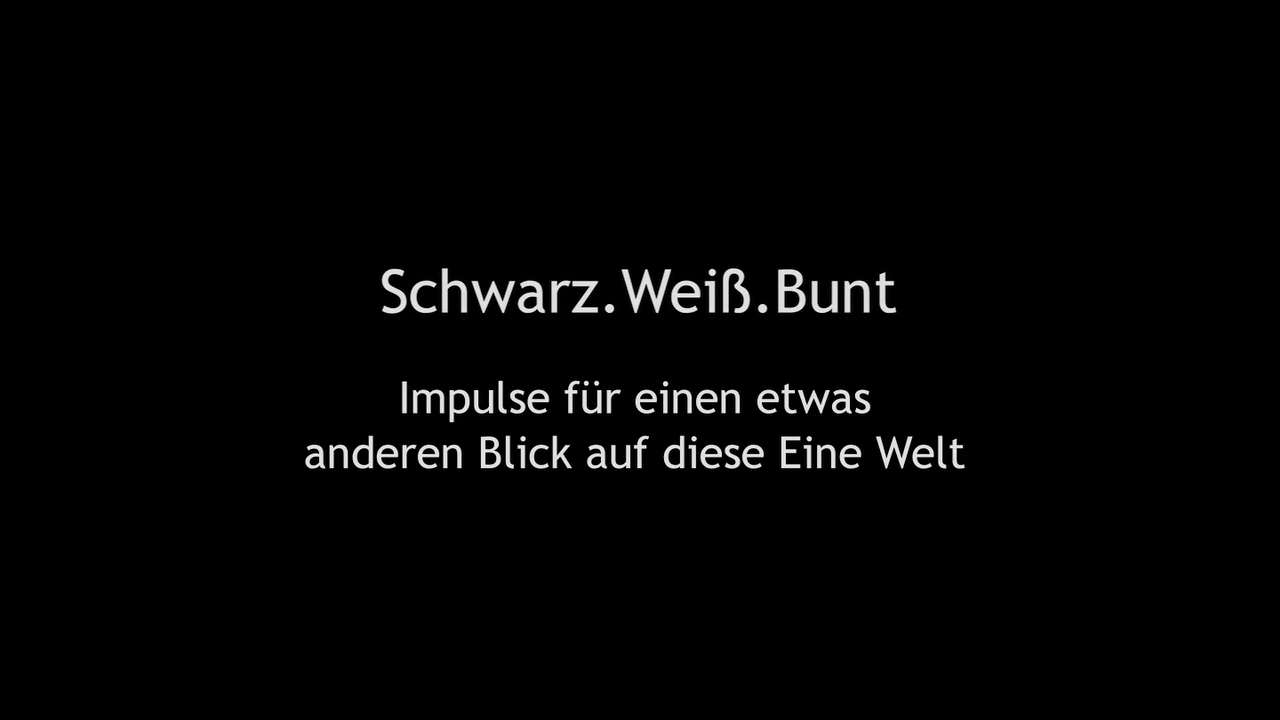 Schwarz.Weiß.Bunt
Impulse für einen etwas
anderen Blick auf diese Eine Welt